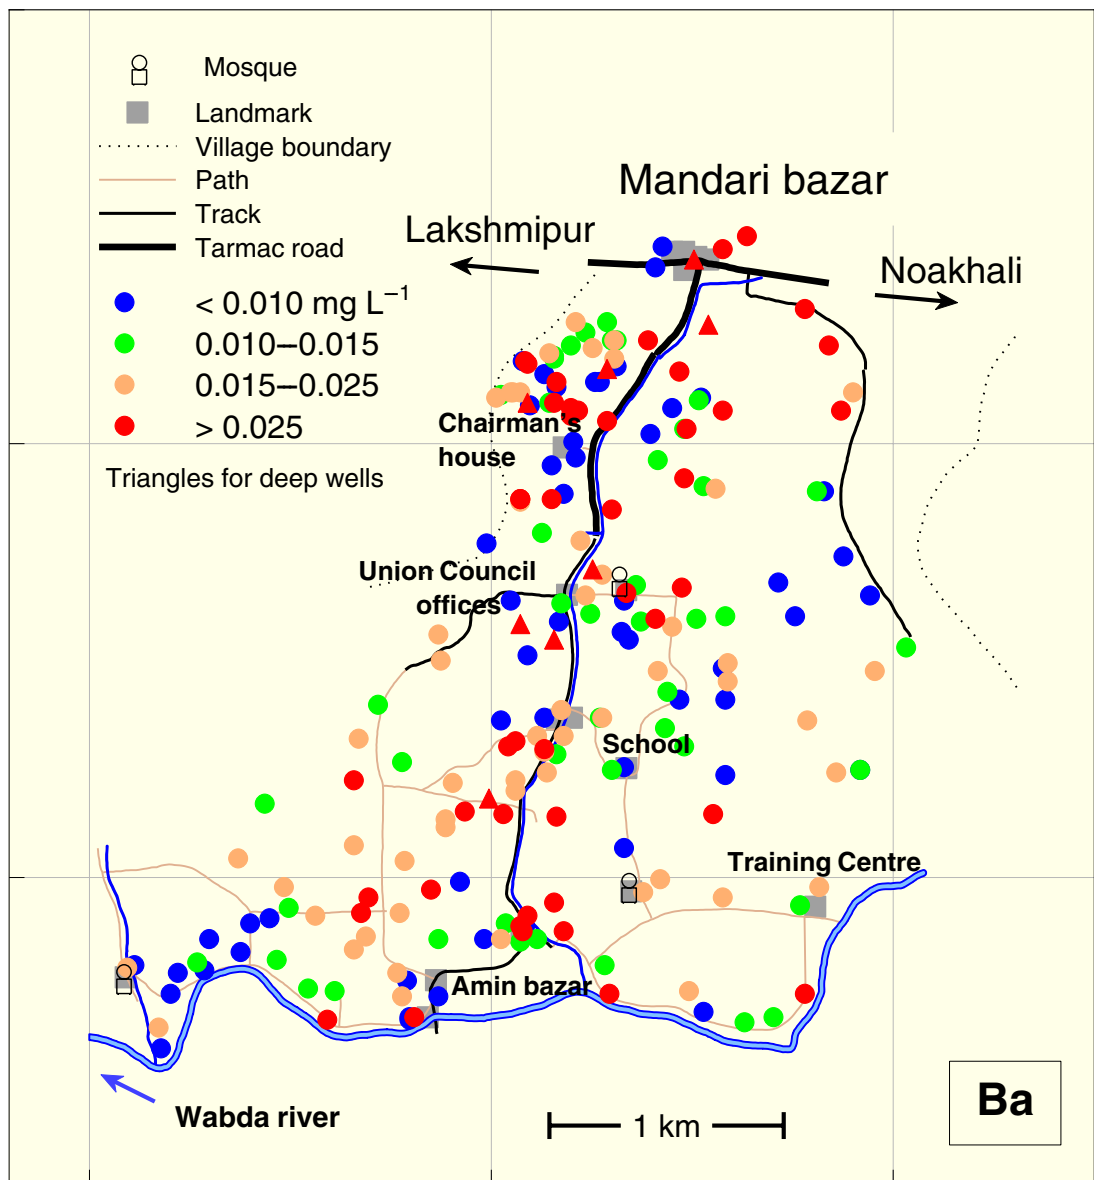 Mosque
Landmark
Village boundary
Path
Track
Tarmac road
< 0.010 mg L⁻¹
0.010–0.015
0.015–0.025
> 0.025
Triangles for deep wells
Mandari bazar
Lakshmipur
Noakhali
Chairman's
house
Union Council
offices
School
Training Centre
Amin bazar
Wabda river
1 km
Ba